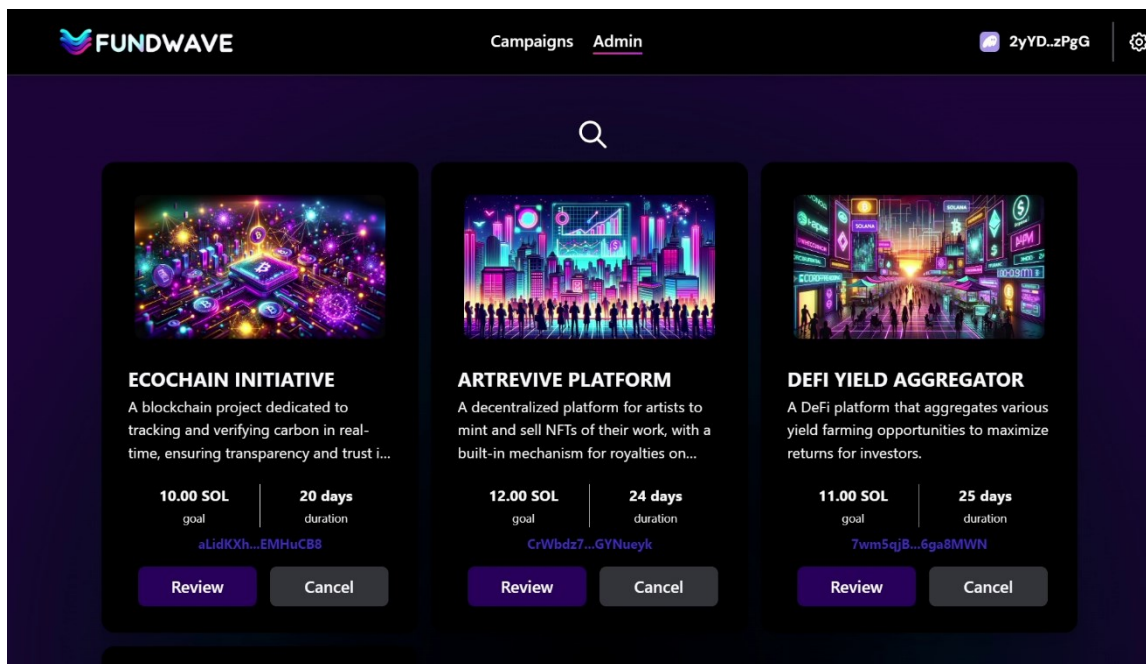 FUNDWAVE
Campaigns Admin
2yYD..zPgG
SOLANA
SOLANA
ECOCHAIN INITIATIVE
A blockchain project dedicated to
tracking and verifying carbon in real-
time, ensuring transparency and trust i...
10.00 SOL 20 days
goal duration
aLidKXh...EMHuCB8
Review Cancel
ARTREVIVE PLATFORM
A decentralized platform for artists to
mint and sell NFTs of their work, with a
built-in mechanism for royalties on...
12.00 SOL 24 days
goal duration
CrWbdz7...GYNueyk
Review Cancel
DEFI YIELD AGGREGATOR
A DeFi platform that aggregates various
yield farming opportunities to maximize
returns for investors.
11.00 SOL 25 days
goal duration
7wm5qjB...6ga8MWN
Review Cancel